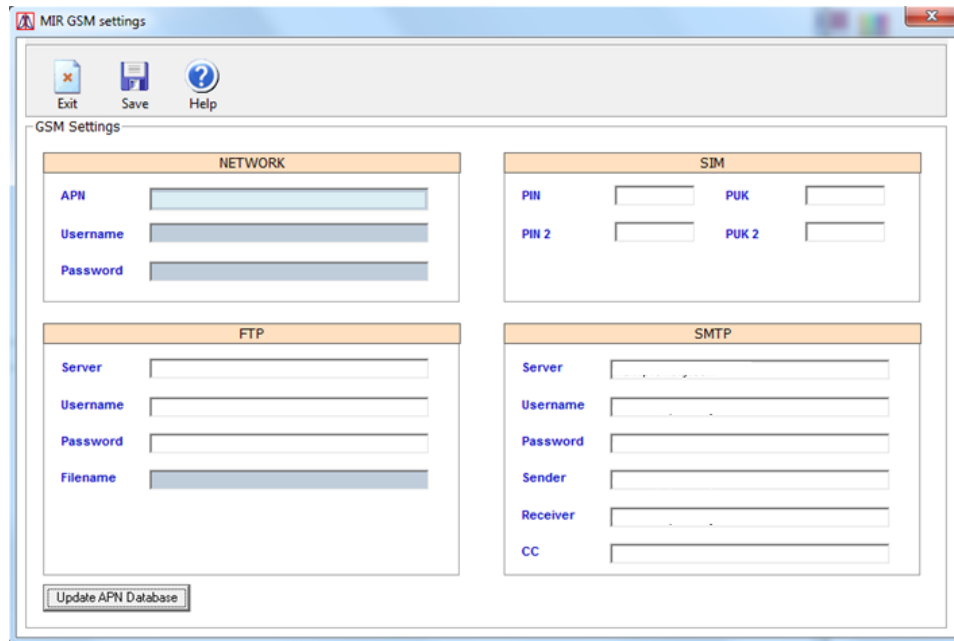 MIR GSM settings
Exit Save Help
GSM Settings
NETWORK
APN
Username
Password
SIM
PIN PUK
PIN 2 PUK 2
FTP
Server
Username
Password
Filename
SMTP
Server
Username
Password
Sender
Receiver
CC
Update APN Database